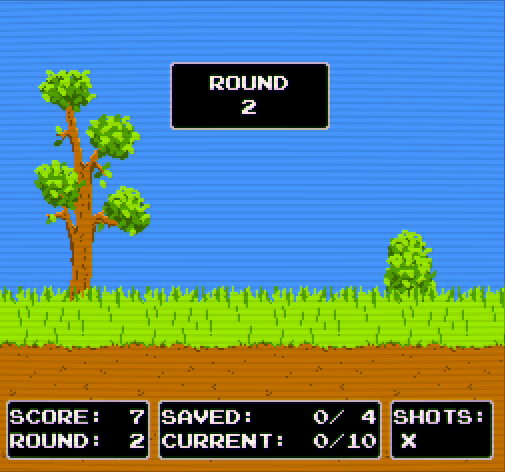 ROUND
2
SCORE: 7
ROUND: 2
SAVED: 0/ 4
CURRENT: 0/10
SHOTS:
X